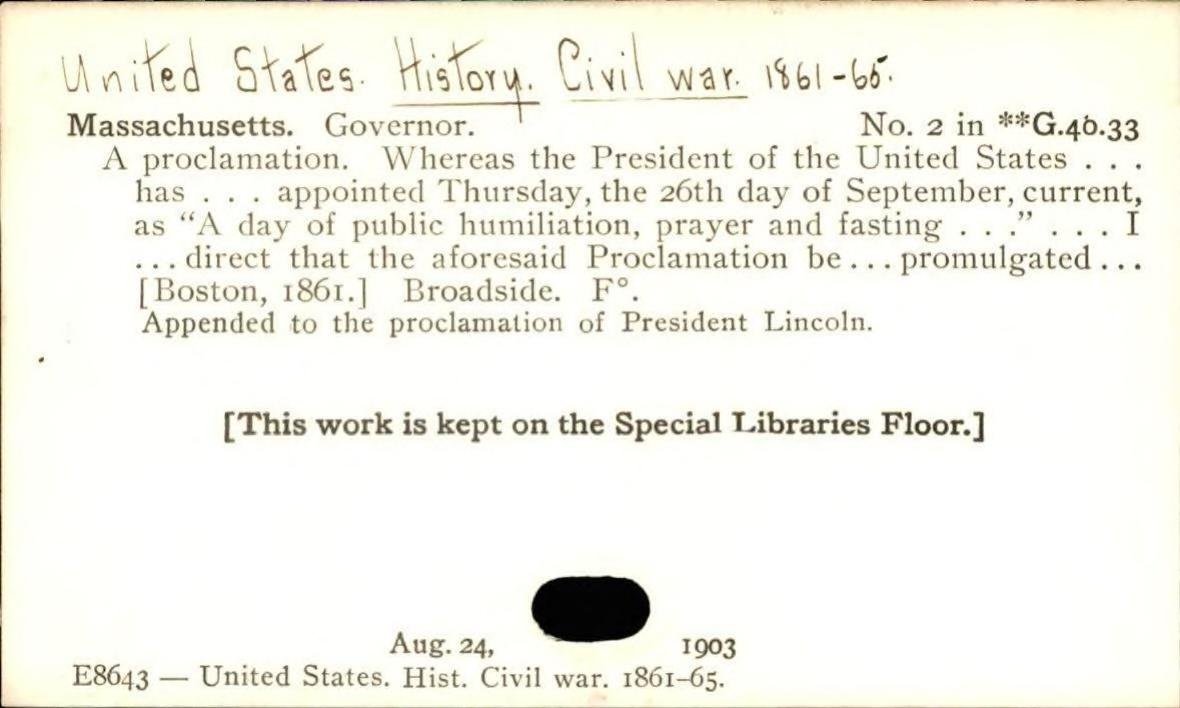 United States. History. Civil war. 1861-65.
Massachusetts. Governor. No. 2 in **G.40.33
A proclamation. Whereas the President of the United States . . .
has . . . appointed Thursday, the 26th day of September, current,
as “A day of public humiliation, prayer and fasting . . .” . . . I
... direct that the aforesaid Proclamation be ... promulgated ...
[Boston, 1861.] Broadside. F°.
Appended to the proclamation of President Lincoln.
[This work is kept on the Special Libraries Floor.]
Aug. 24, 1903
E8643 — United States. Hist. Civil war. 1861-65.